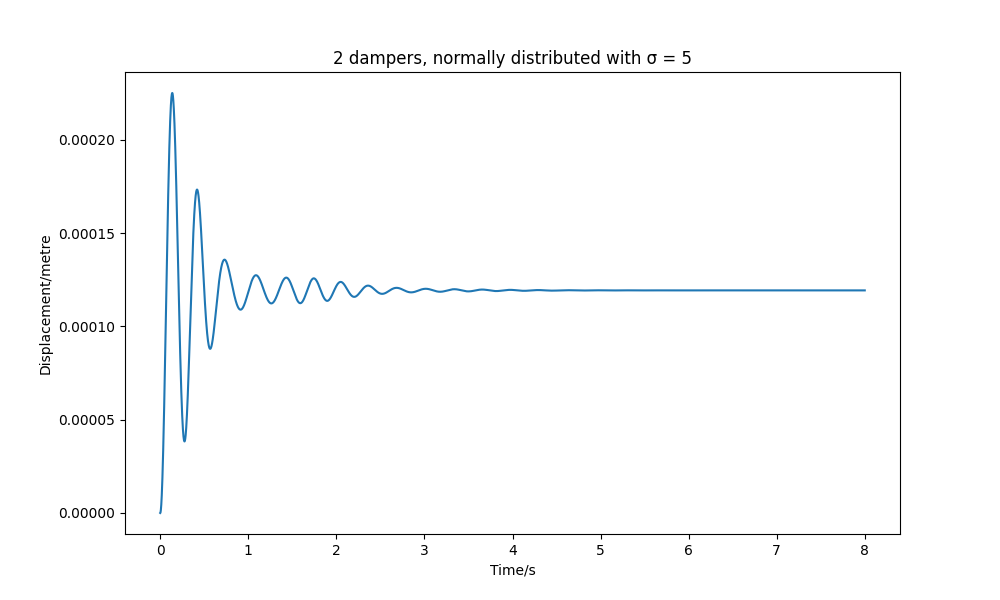 2 dampers, normally distributed with σ = 5
Displacement/metre
0.00020
0.00015
0.00010
0.00005
0.00000
0 1 2 3 4 5 6 7 8
Time/s